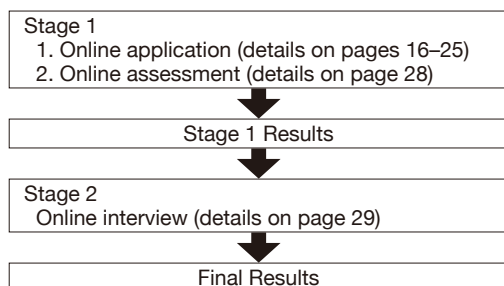 Stage 1
1. Online application (details on pages 16–25)
2. Online assessment (details on page 28)
Stage 1 Results
Stage 2
Online interview (details on page 29)
Final Results